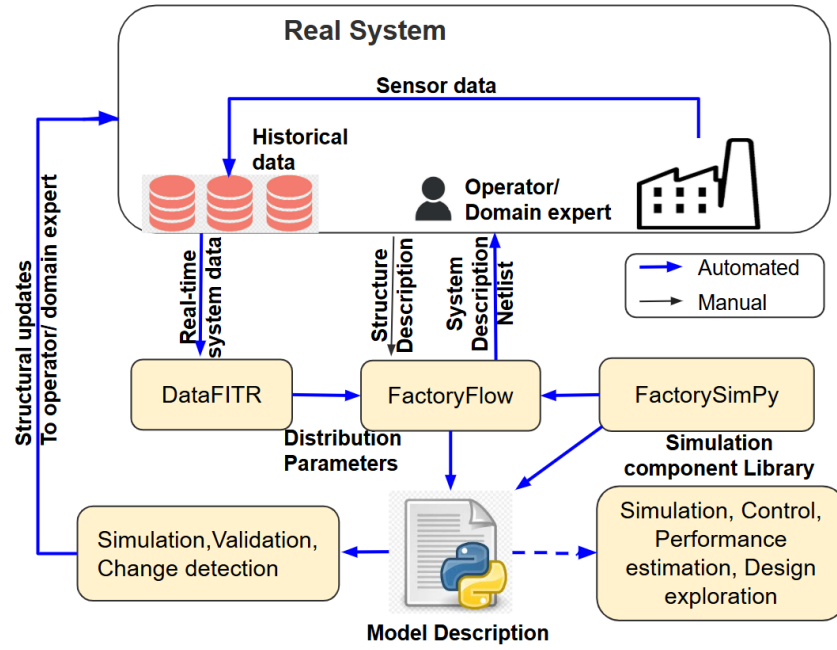 Real System
Sensor data
Historical
data
Operator/
Domain expert
Automated
Manual
Real-time
system data
Structure
Description
System
Description
Netlist
Structural updates
To operator/ domain expert
DataFITR
FactoryFlow
FactorySimPy
Distribution
Parameters
Simulation
component Library
Simulation,Validation,
Change detection
Simulation, Control,
Performance
estimation, Design
exploration
Model Description